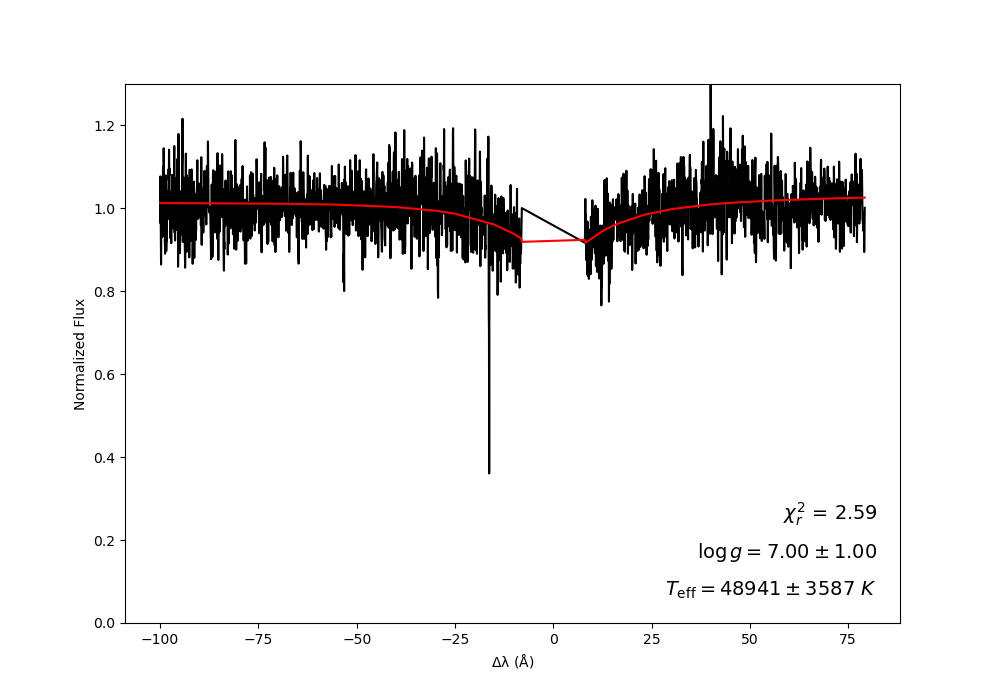 1.2
1.0
0.8
0.6
0.4
0.2
0.0
Normalized Flux
χ²ᵣ = 2.59
log g = 7.00 ± 1.00
T_eff = 48941 ± 3587 K
−100 −75 −50 −25 0 25 50 75
Δλ (Å)